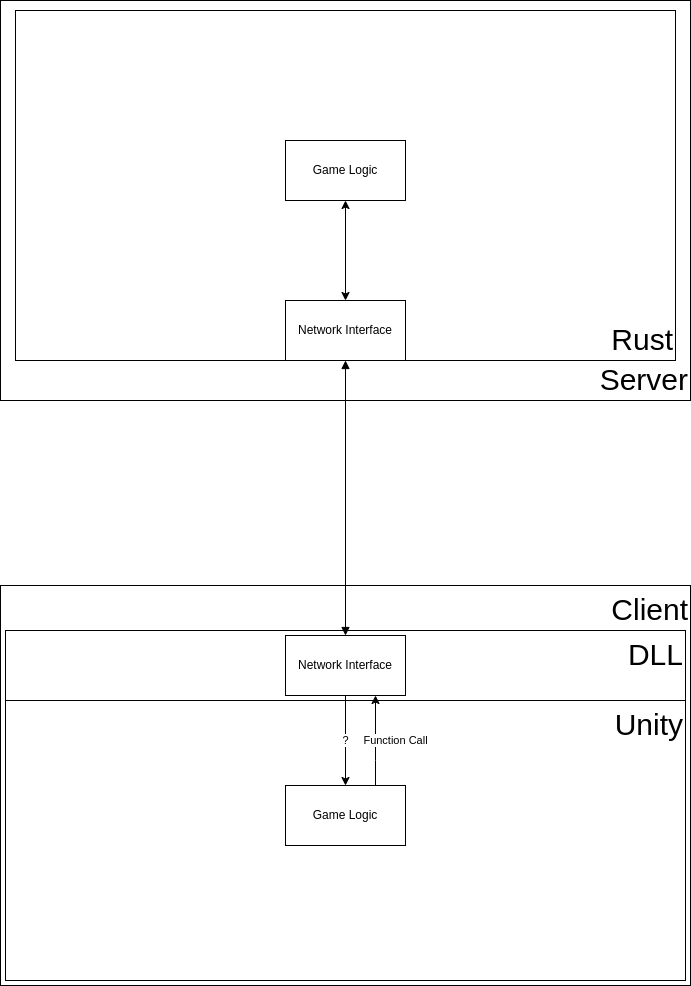 Game Logic
Network Interface
Rust
Server
Client
Network Interface
DLL
Unity
? Function Call
Game Logic